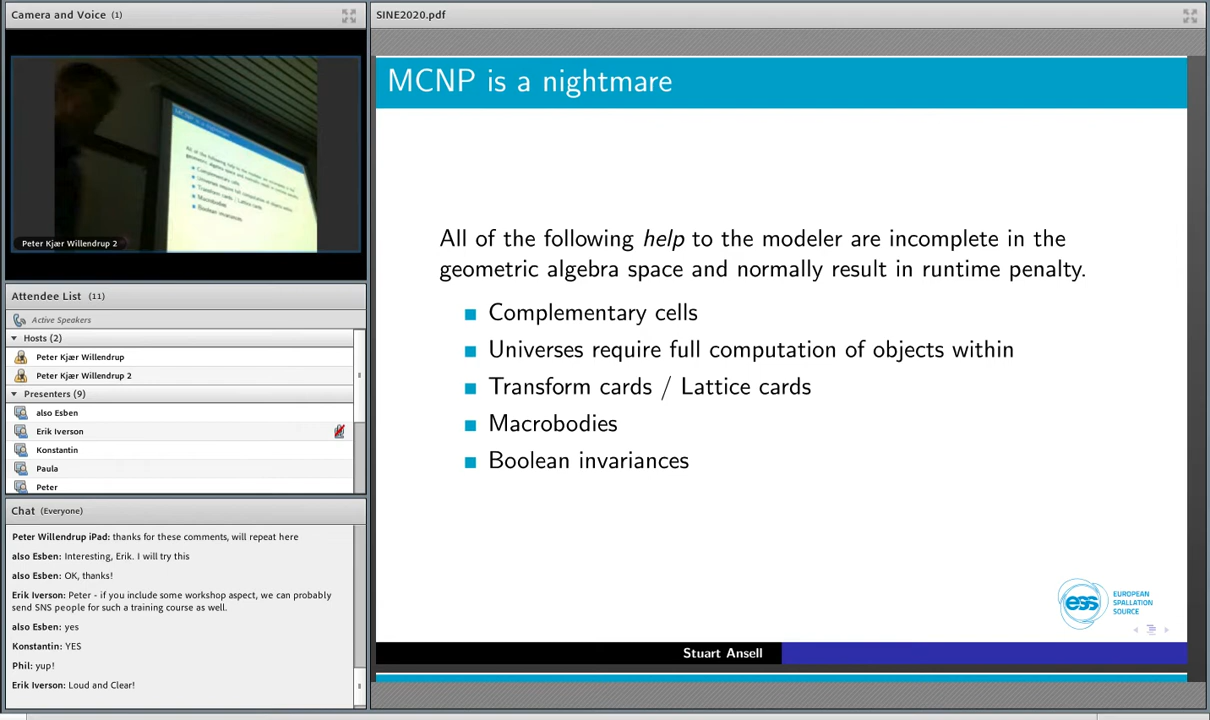 Camera and Voice (1)
Peter Kjær Willendrup 2
Attendee List (11)
Active Speakers
Hosts (2)
Peter Kjær Willendrup
Peter Kjær Willendrup 2
Presenters (9)
also Esben
Erik Iverson
Konstantin
Paula
Peter
Chat (Everyone)
Peter Willendrup iPad: thanks for these comments, will repeat here
also Esben: Interesting, Erik. I will try this
also Esben: OK, thanks!
Erik Iverson: Peter - if you include some workshop aspect, we can probably
send SNS people for such a training course as well.
also Esben: yes
Konstantin: YES
Phil: yup!
Erik Iverson: Loud and Clear!
SINE2020.pdf
MCNP is a nightmare
All of the following help to the modeler are incomplete in the
geometric algebra space and normally result in runtime penalty.
Complementary cells
Universes require full computation of objects within
Transform cards / Lattice cards
Macrobodies
Boolean invariances
ess
EUROPEAN
SPALLATION
SOURCE
Stuart Ansell